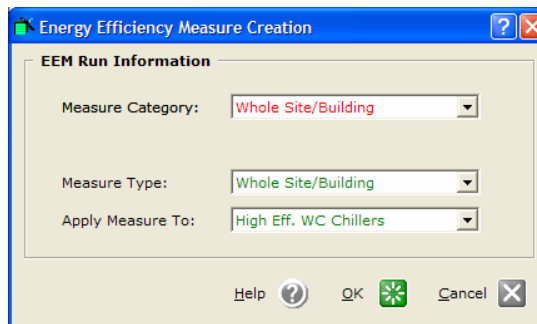 Energy Efficiency Measure Creation
EEM Run Information
Measure Category: Whole Site/Building
Measure Type: Whole Site/Building
Apply Measure To: High Eff. WC Chillers
Help ? OK Cancel